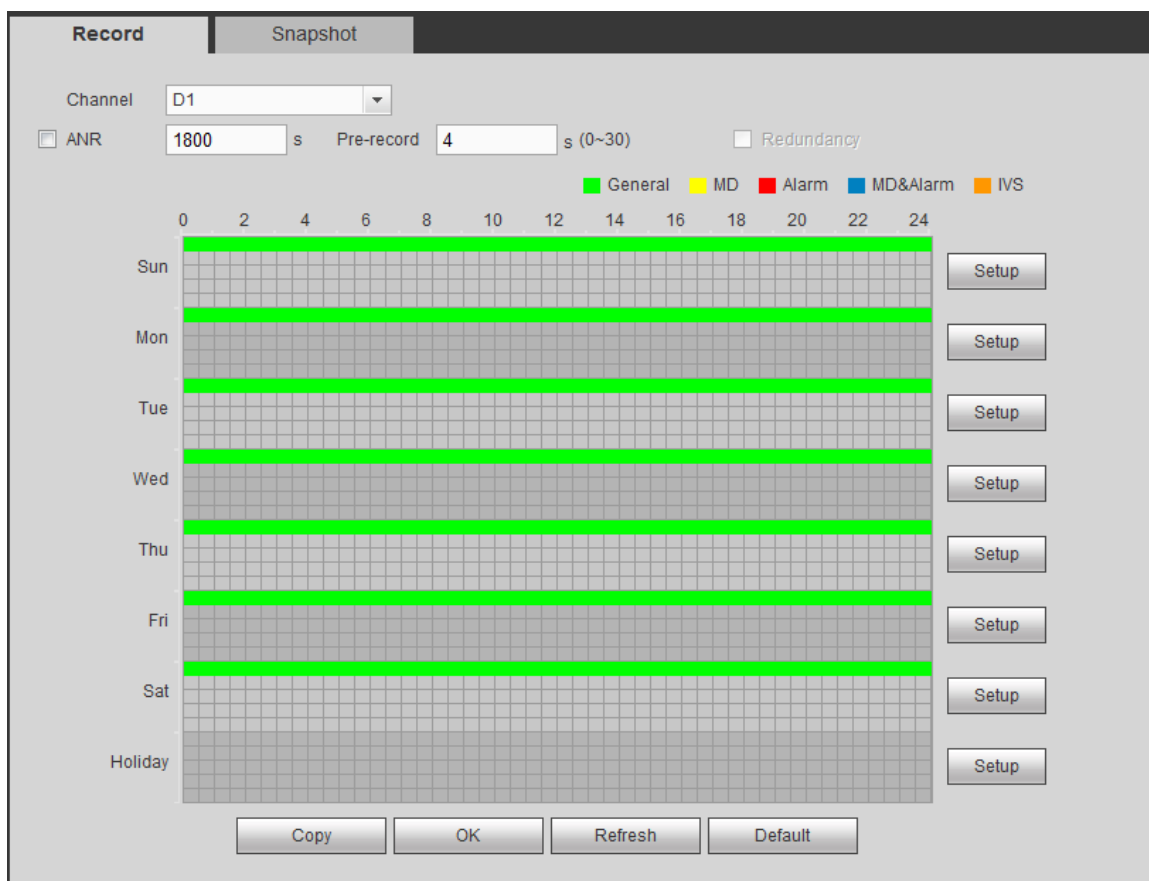 Record Snapshot
Channel D1
ANR 1800 s Pre-record 4 s (0~30) Redundancy
General MD Alarm MD&Alarm IVS
0 2 4 6 8 10 12 14 16 18 20 22 24
Sun Setup
Mon Setup
Tue Setup
Wed Setup
Thu Setup
Fri Setup
Sat Setup
Holiday Setup
Copy OK Refresh Default